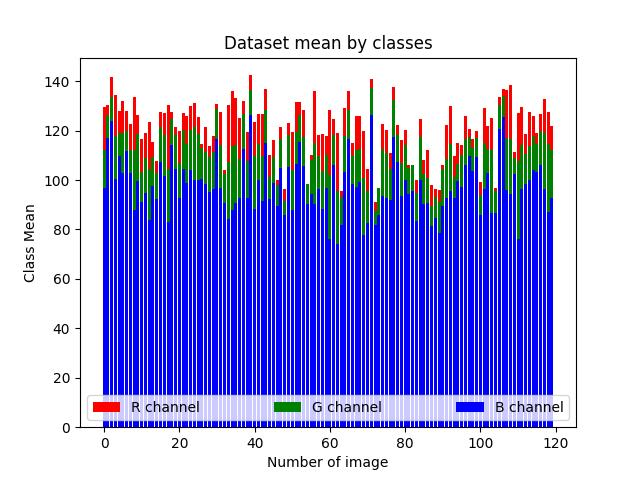 Dataset mean by classes
140
120
100
80
60
40
20
0
Class Mean
R channel G channel B channel
0 20 40 60 80 100 120
Number of image